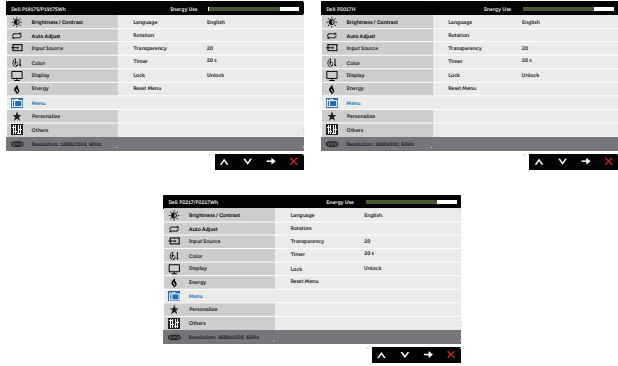 Dell P1917S/P1917SWh Energy Use
Brightness / Contrast Language English
Auto Adjust Rotation
Input Source Transparency 20
Color Timer 20 s
Display Lock Unlock
Energy Reset Menu
Menu
Personalize
Others
Resolution: 1280x1024, 60Hz
Dell P2017H Energy Use
Brightness / Contrast Language English
Auto Adjust Rotation
Input Source Transparency 20
Color Timer 20 s
Display Lock Unlock
Energy Reset Menu
Menu
Personalize
Others
Resolution: 1600x900, 60Hz
Dell P2217/P2217Wh Energy Use
Brightness / Contrast Language English
Auto Adjust Rotation
Input Source Transparency 20
Color Timer 20 s
Display Lock Unlock
Energy Reset Menu
Menu
Personalize
Others
Resolution: 1680x1050, 60Hz